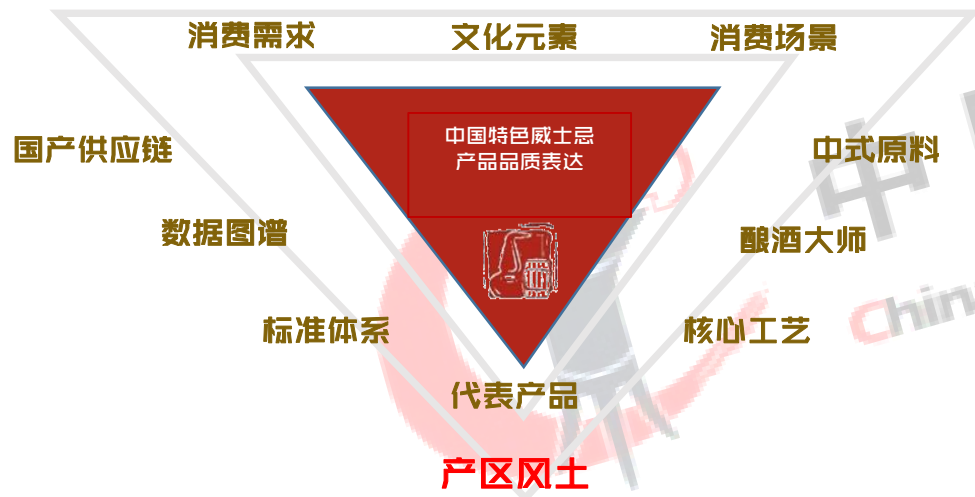 消费需求 文化元素 消费场景
中国特色威士忌
产品品质表达
国产供应链 中式原料
数据图谱 酿酒大师
标准体系 核心工艺
代表产品
产区风土
中
Chin